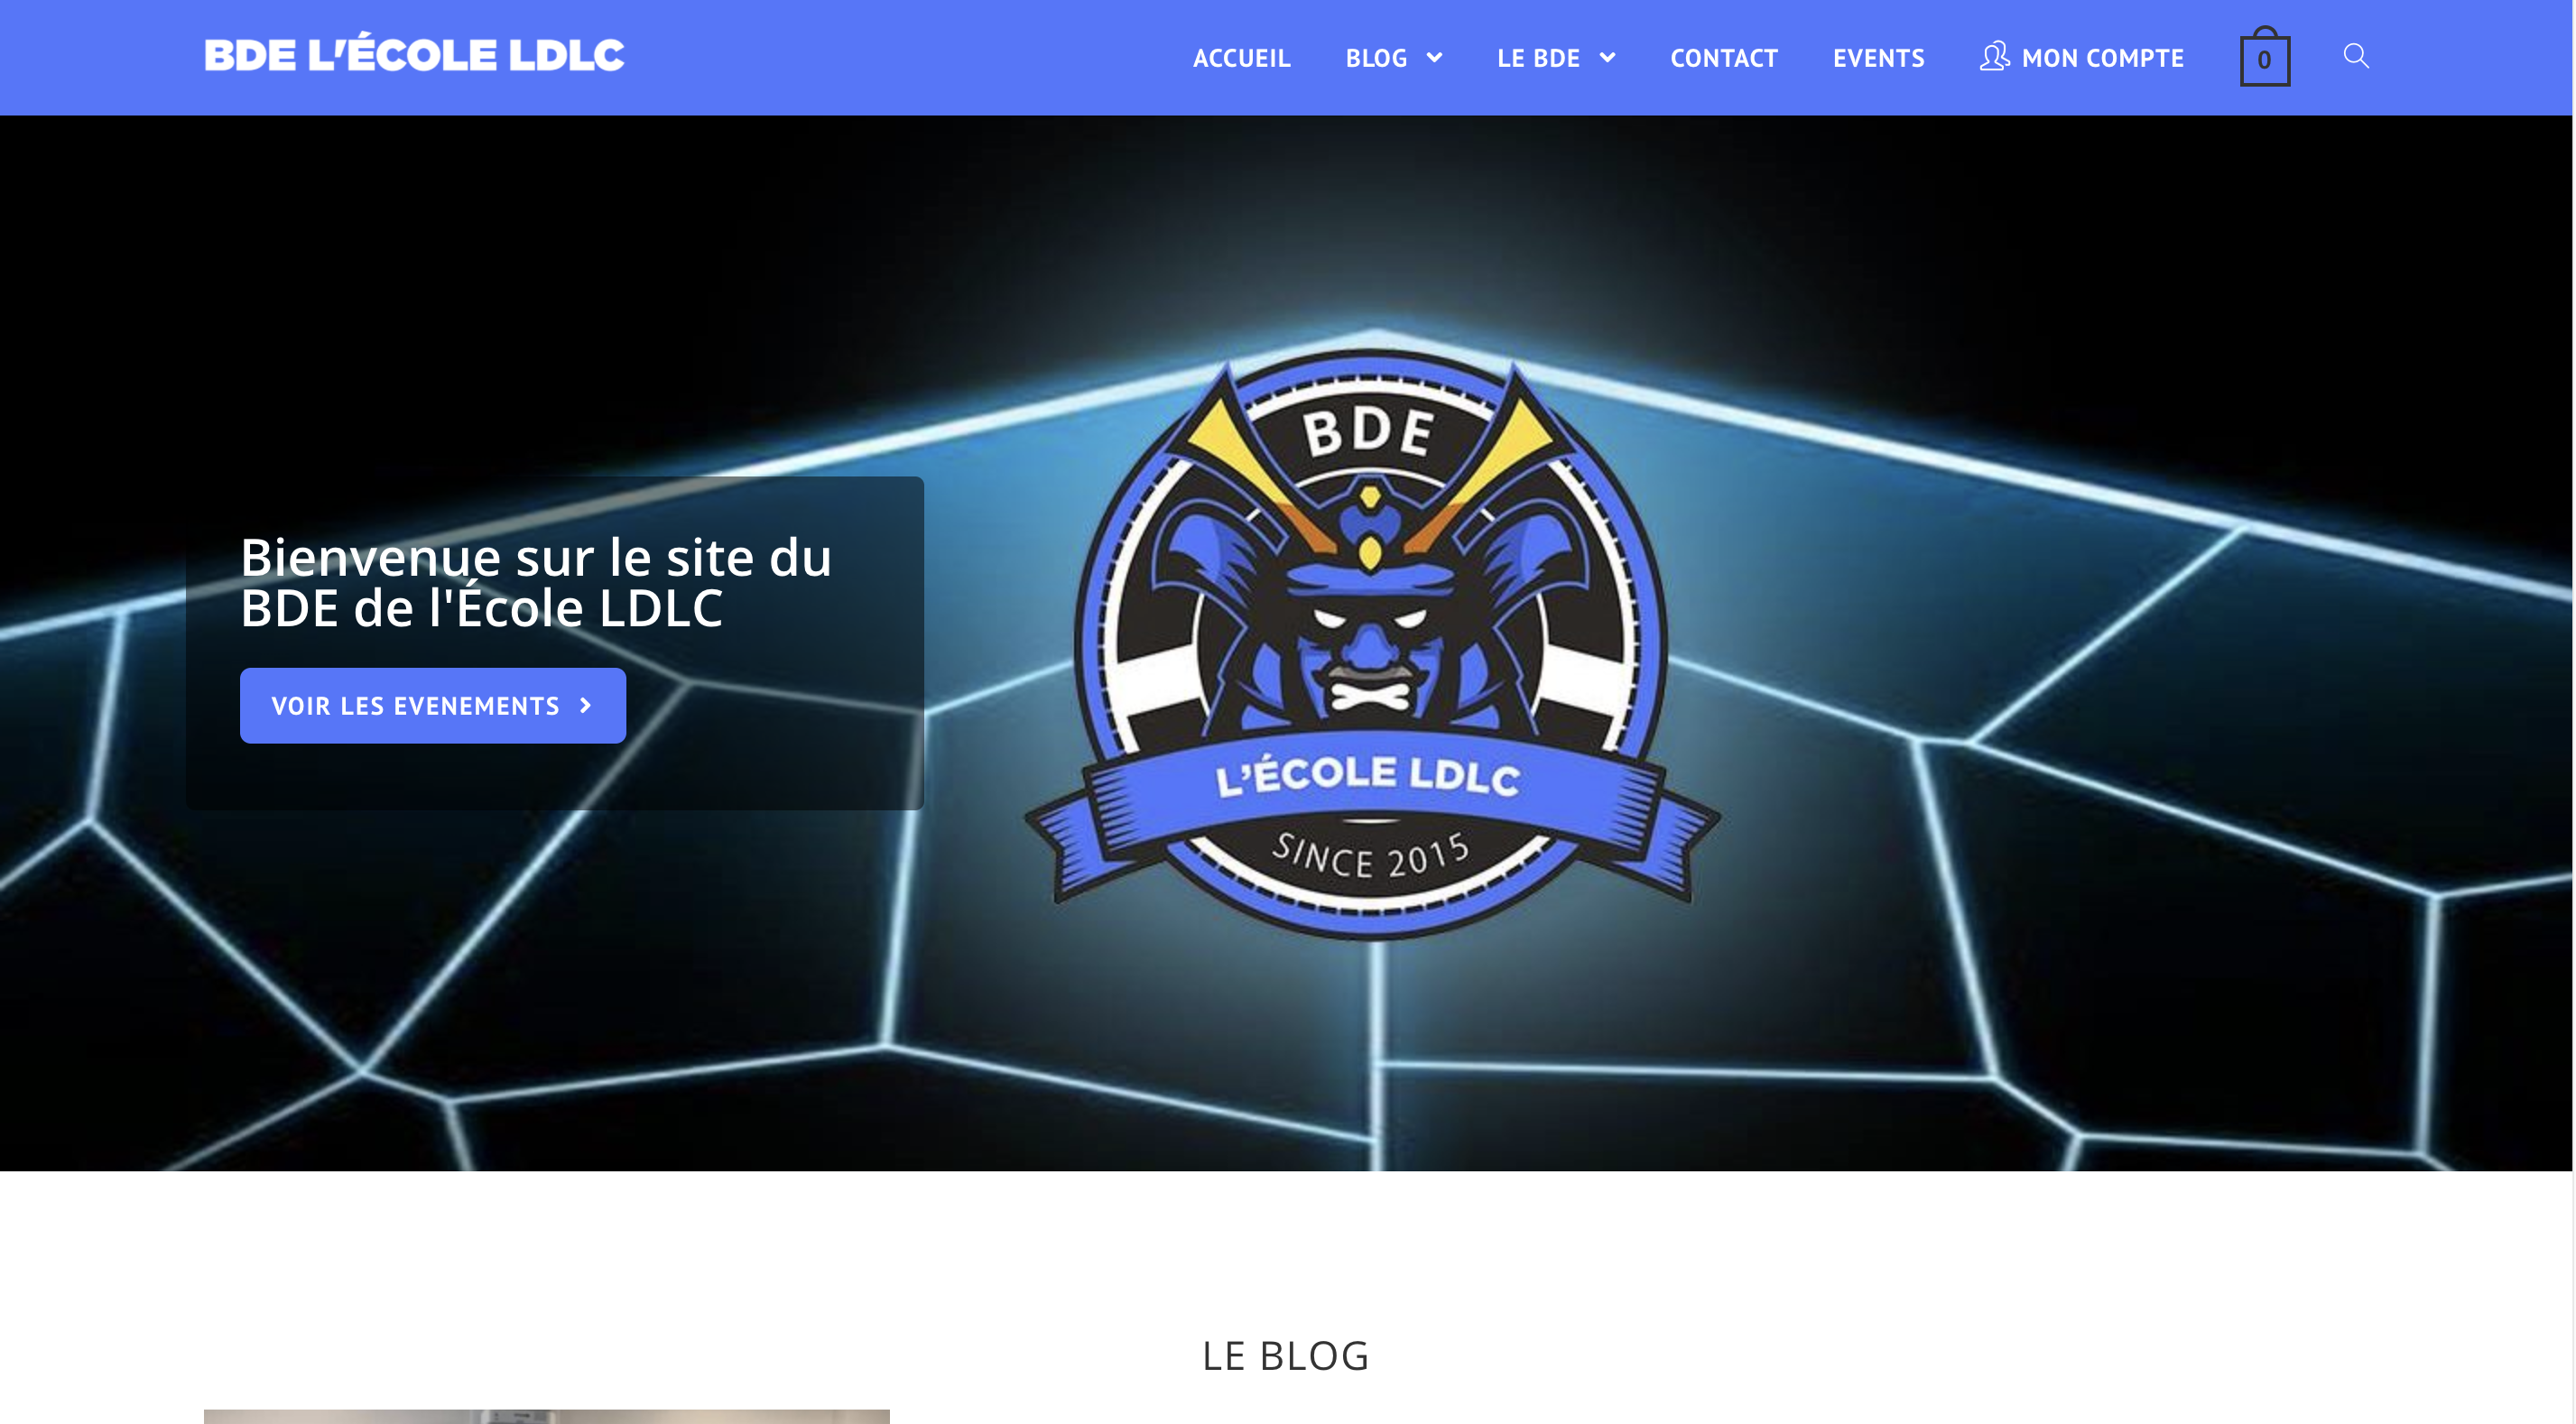 BDE L'ÉCOLE LDLC
ACCUEIL
BLOG
LE BDE
CONTACT
EVENTS
MON COMPTE
0
Bienvenue sur le site du
BDE de l'École LDLC
VOIR LES EVENEMENTS
BDE
L'ÉCOLE LDLC
SINCE 2015
LE BLOG